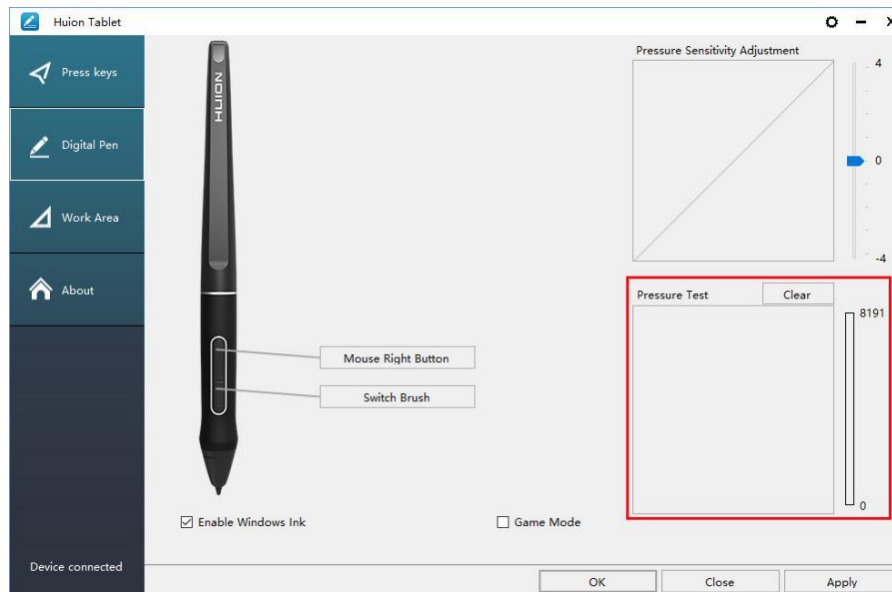 Huion Tablet
Press keys
Digital Pen
Work Area
About
Device connected
HUION
Mouse Right Button
Switch Brush
Enable Windows Ink
Game Mode
Pressure Sensitivity Adjustment
4
0
-4
Pressure Test Clear
8191
0
OK Close Apply